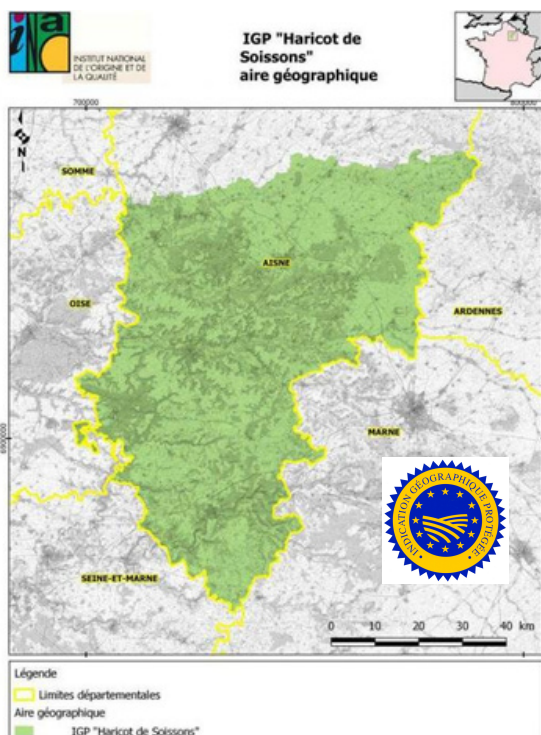 inao
INSTITUT NATIONAL
DE L'ORIGINE ET DE
LA QUALITÉ
IGP "Haricot de
Soissons"
aire géographique
700000
800000
N
SOMME
AISNE
OISE
ARDENNES
MARNE
6900000
INDICATION GÉOGRAPHIQUE PROTÉGÉE
SEINE-ET-MARNE
0 10 20 30 40 km
Légende
Limites départementales
Aire géographique
IGP "Haricot de Soissons"